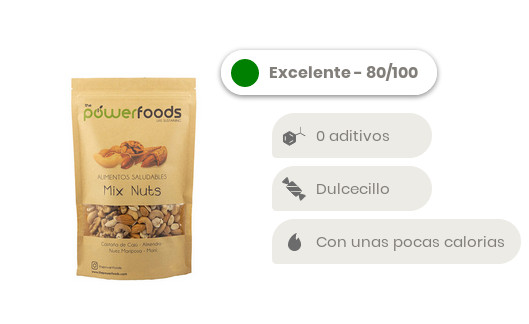 Excelente - 80/100
the
powerfoods
ALIMENTOS SALUDABLES
Mix Nuts
0 aditivos
Dulcecillo
Con unas pocas calorias